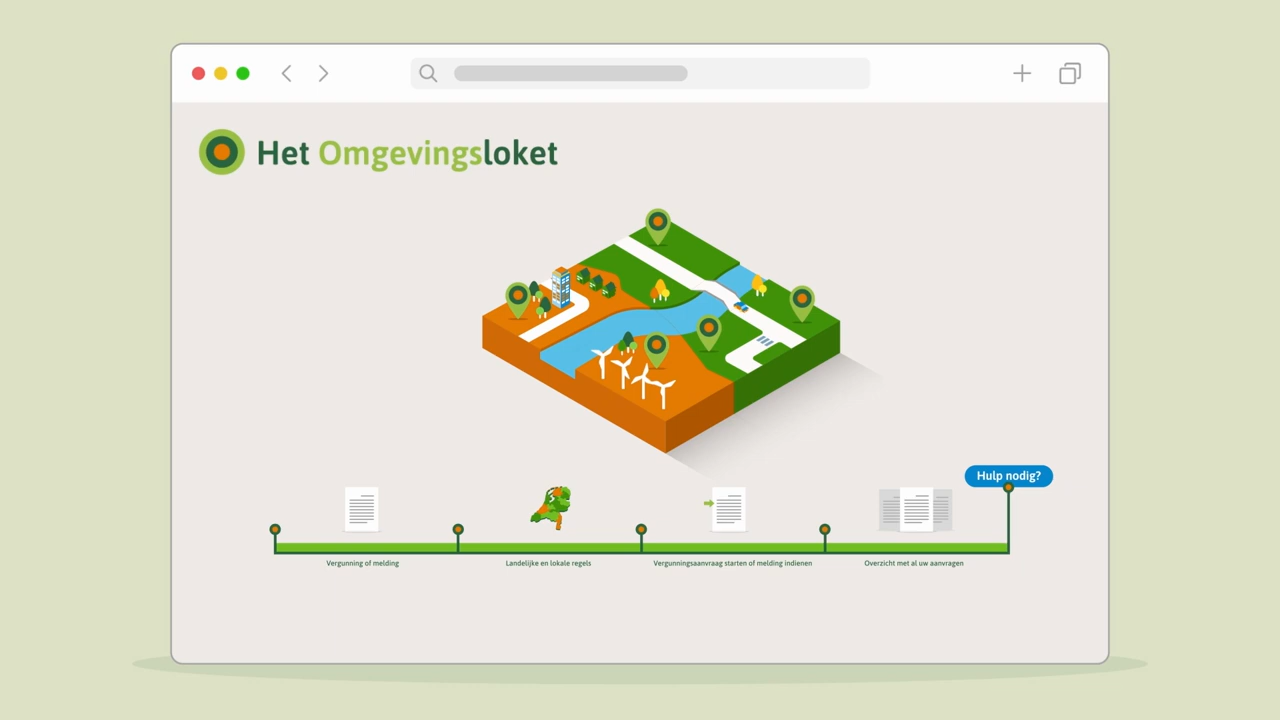 Het Omgevingsloket
Hulp nodig?
Vergunning of melding
Landelijke en lokale regels
Vergunningsaanvraag starten of melding indienen
Overzicht met al uw aanvragen